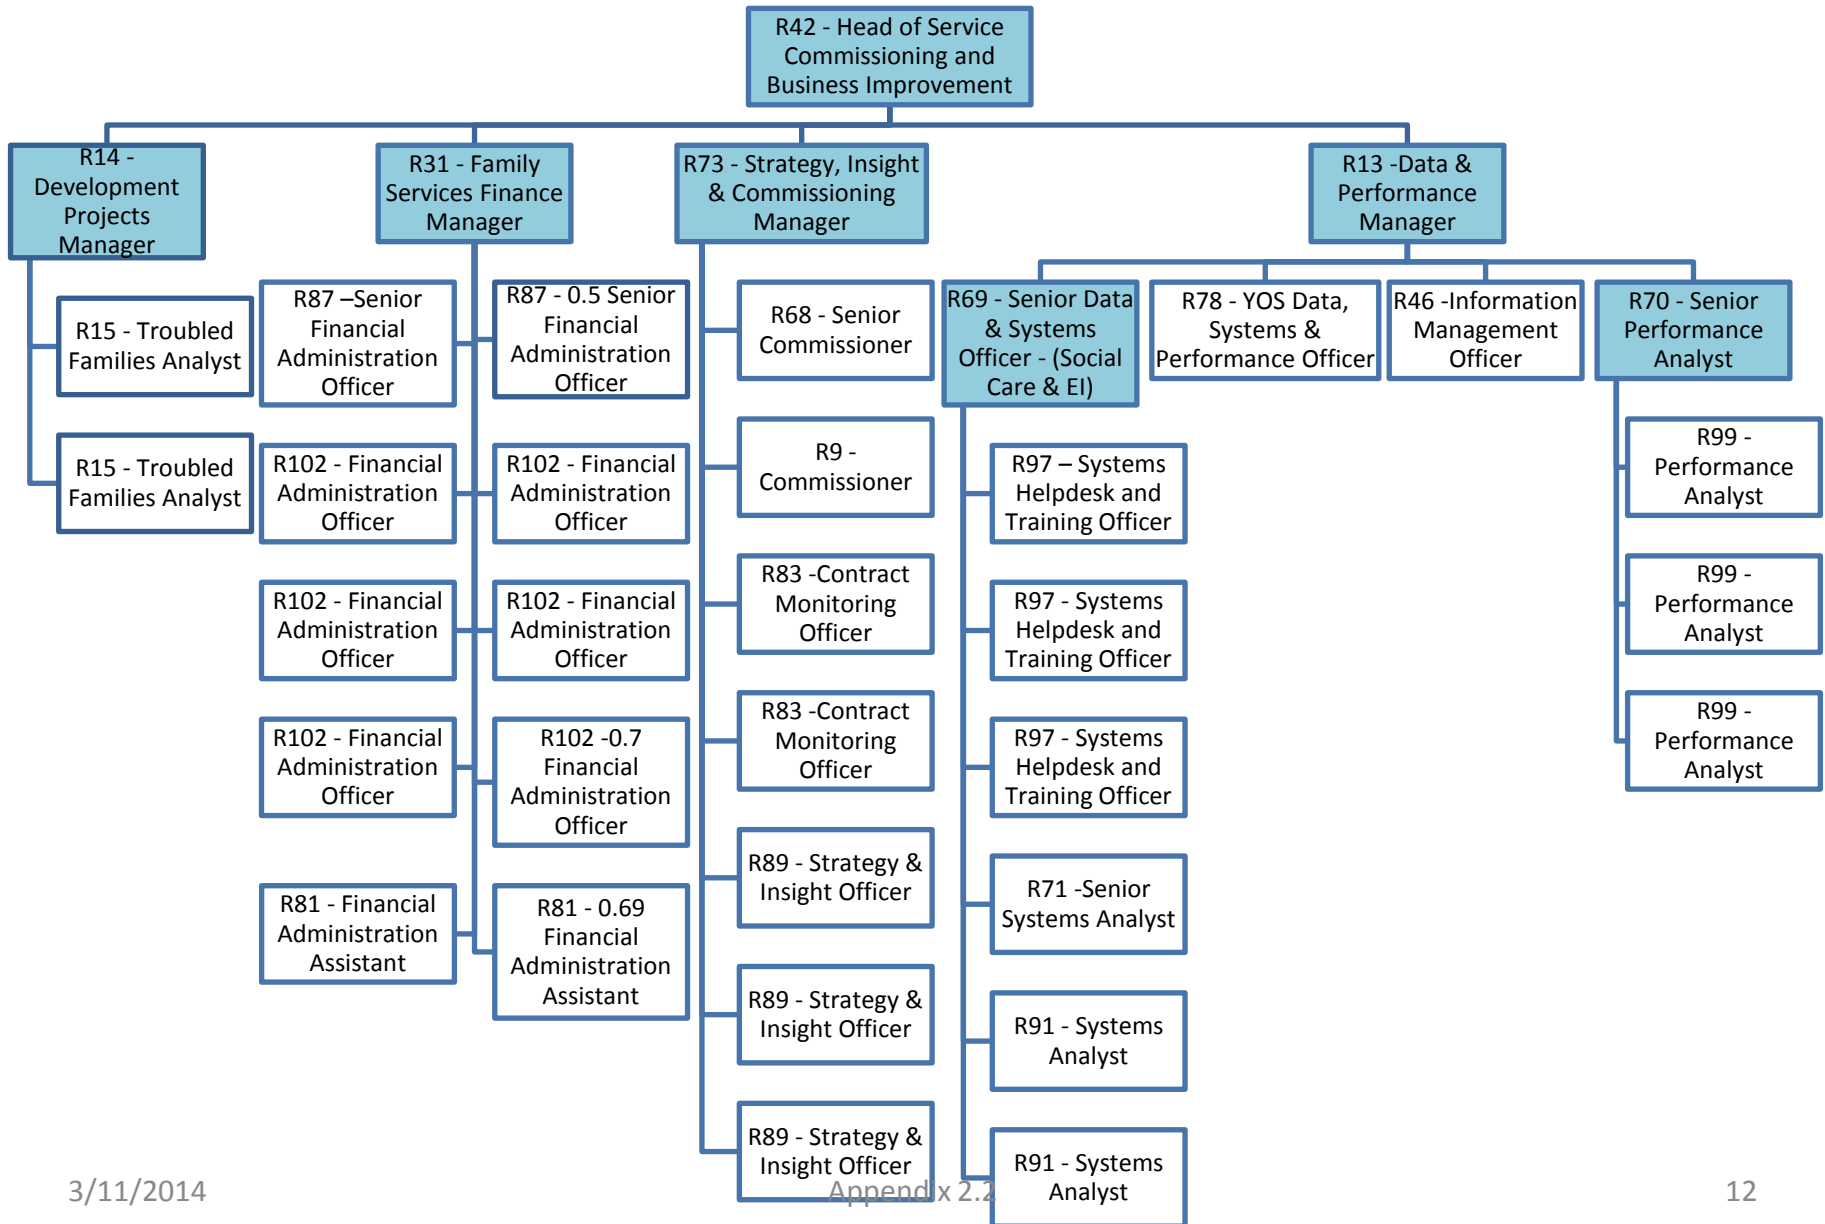 R42 - Head of Service
Commissioning and
Business Improvement
R14 -
Development
Projects
Manager
R31 - Family
Services Finance
Manager
R73 - Strategy, Insight
& Commissioning
Manager
R13 -Data &
Performance
Manager
R15 - Troubled
Families Analyst
R15 - Troubled
Families Analyst
R87 –Senior
Financial
Administration
Officer
R87 - 0.5 Senior
Financial
Administration
Officer
R102 - Financial
Administration
Officer
R102 - Financial
Administration
Officer
R102 - Financial
Administration
Officer
R102 - Financial
Administration
Officer
R102 - Financial
Administration
Officer
R102 -0.7
Financial
Administration
Officer
R81 - Financial
Administration
Assistant
R81 - 0.69
Financial
Administration
Assistant
R68 - Senior
Commissioner
R9 -
Commissioner
R83 -Contract
Monitoring
Officer
R83 -Contract
Monitoring
Officer
R89 - Strategy &
Insight Officer
R89 - Strategy &
Insight Officer
R89 - Strategy &
Insight Officer
R69 - Senior Data
& Systems
Officer - (Social
Care & EI)
R78 - YOS Data,
Systems &
Performance Officer
R46 -Information
Management
Officer
R70 - Senior
Performance
Analyst
R97 – Systems
Helpdesk and
Training Officer
R97 - Systems
Helpdesk and
Training Officer
R97 - Systems
Helpdesk and
Training Officer
R71 -Senior
Systems Analyst
R91 - Systems
Analyst
R91 - Systems
Analyst
R99 -
Performance
Analyst
R99 -
Performance
Analyst
R99 -
Performance
Analyst
3/11/2014
Appendix 2.2
12